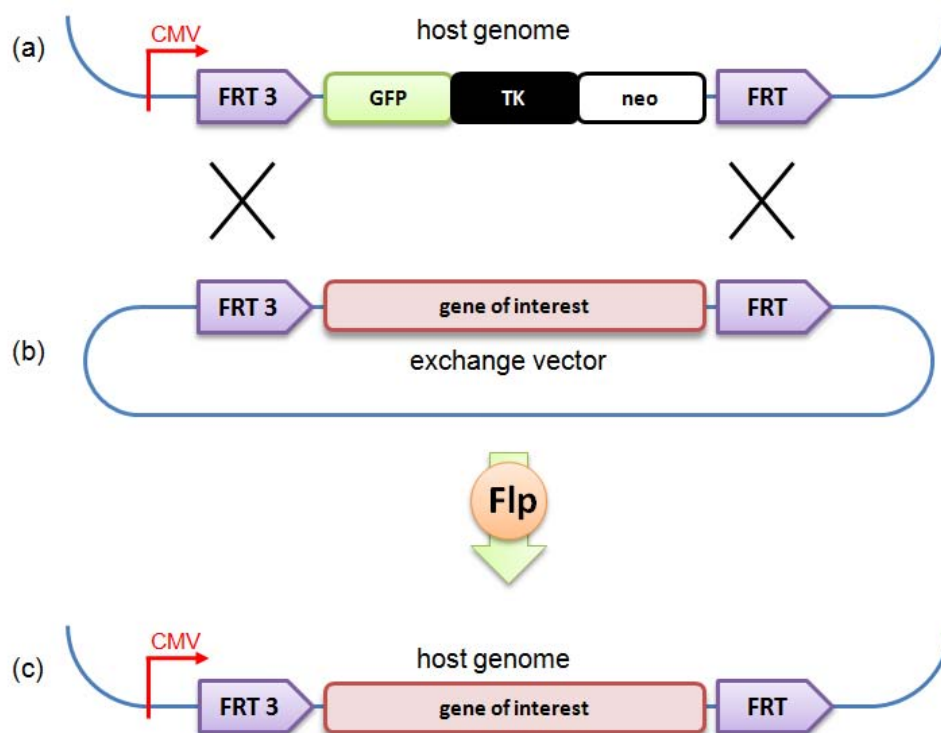 (a)
CMV
host genome
FRT 3
GFP
TK
neo
FRT
FRT 3
gene of interest
FRT
(b)
exchange vector
Flp
(c)
CMV
host genome
FRT 3
gene of interest
FRT